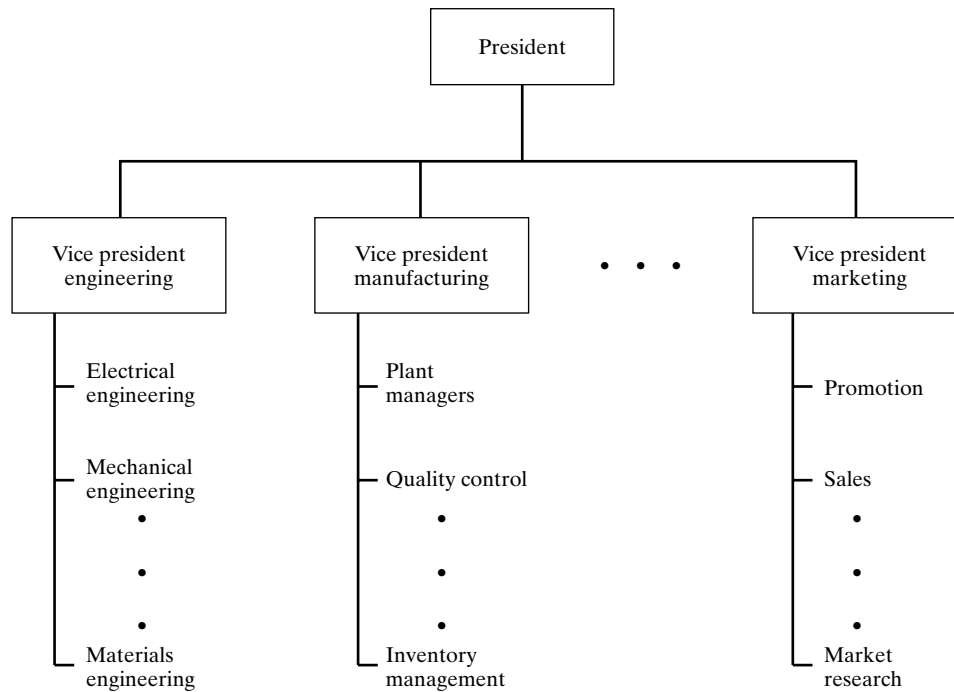 President
Vice president
engineering
Vice president
manufacturing
• • •
Vice president
marketing
Electrical
engineering
Mechanical
engineering
•
•
•
Materials
engineering
Plant
managers
Quality control
•
•
•
Inventory
management
Promotion
Sales
•
•
•
Market
research